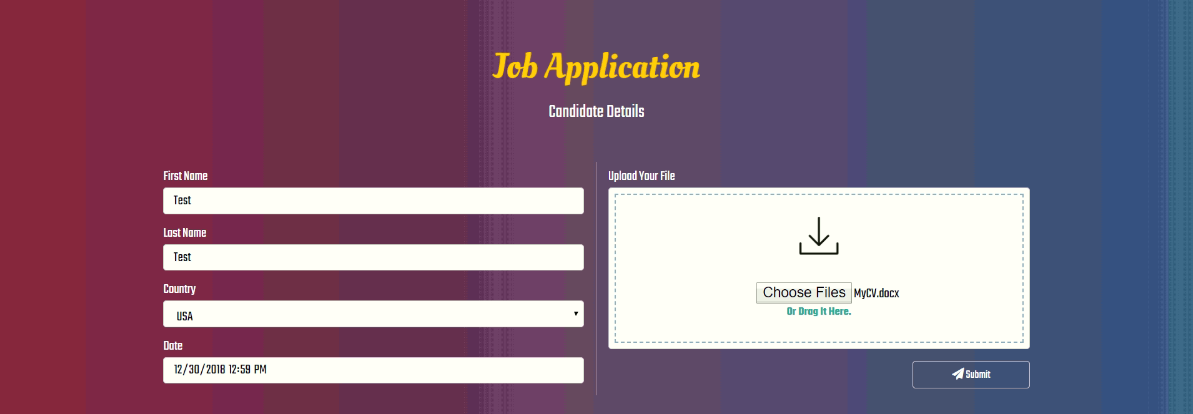 Job Application
Candidate Details
First Name
Test
Last Name
Test
Country
USA
Date
12/30/2018 12:59 PM
Upload Your File
Choose Files MyCV.docx
Or Drag It Here.
Submit